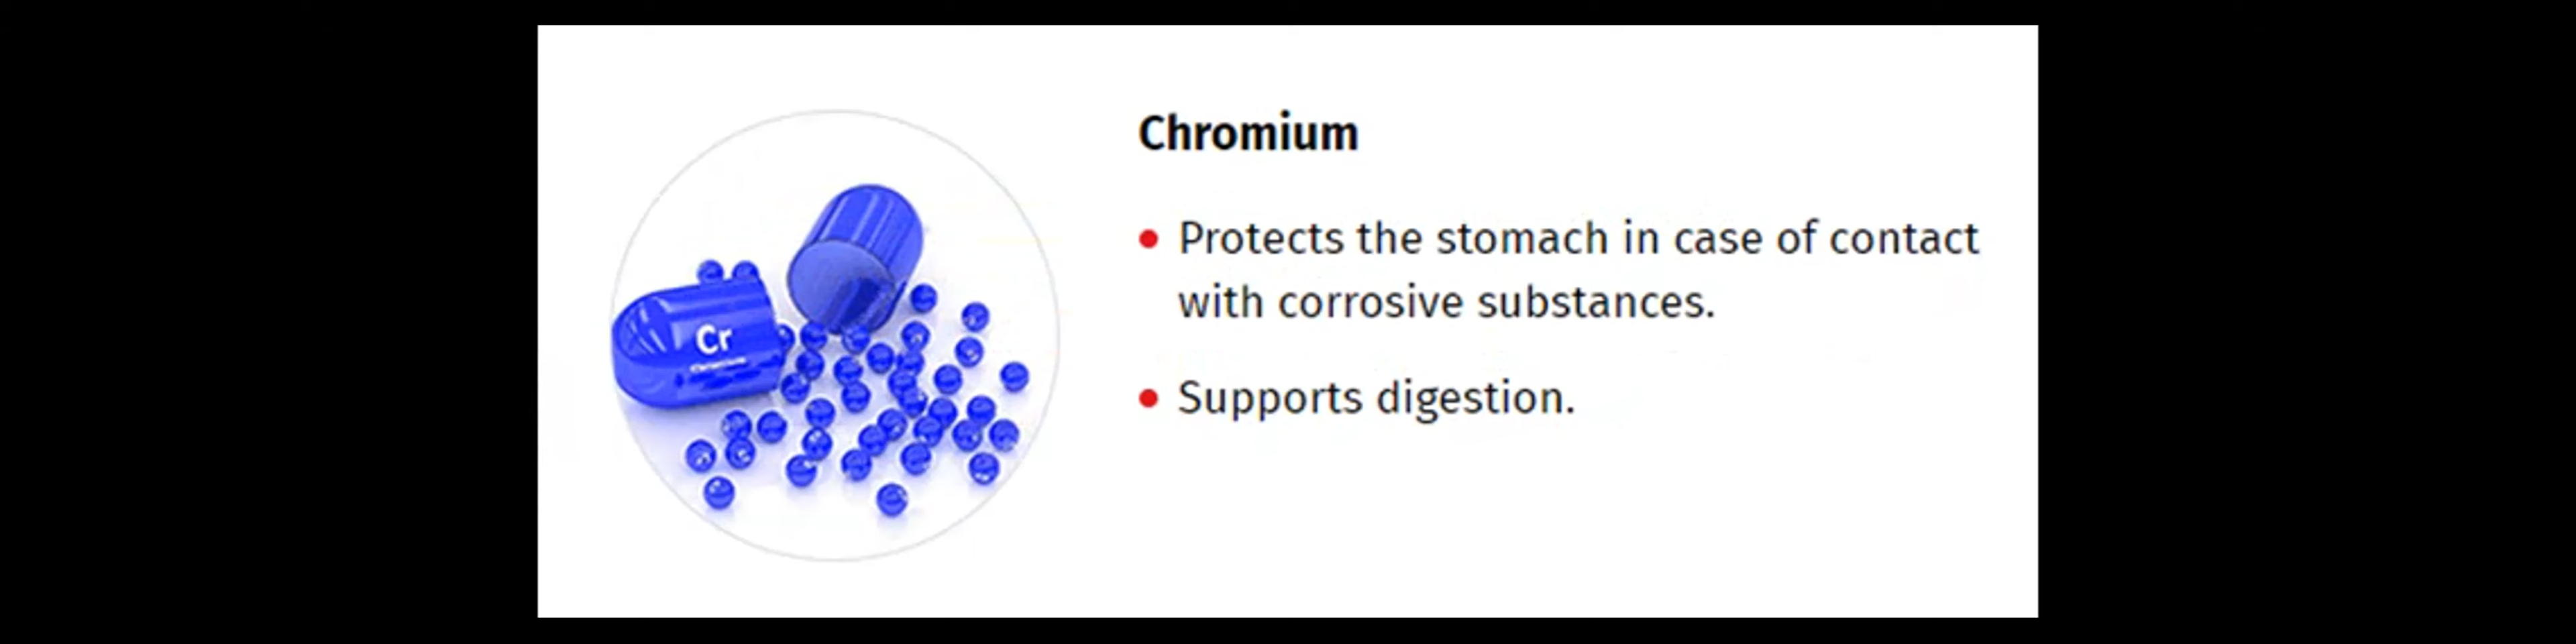 Chromium
Protects the stomach in case of contact
with corrosive substances.
Supports digestion.
Cr